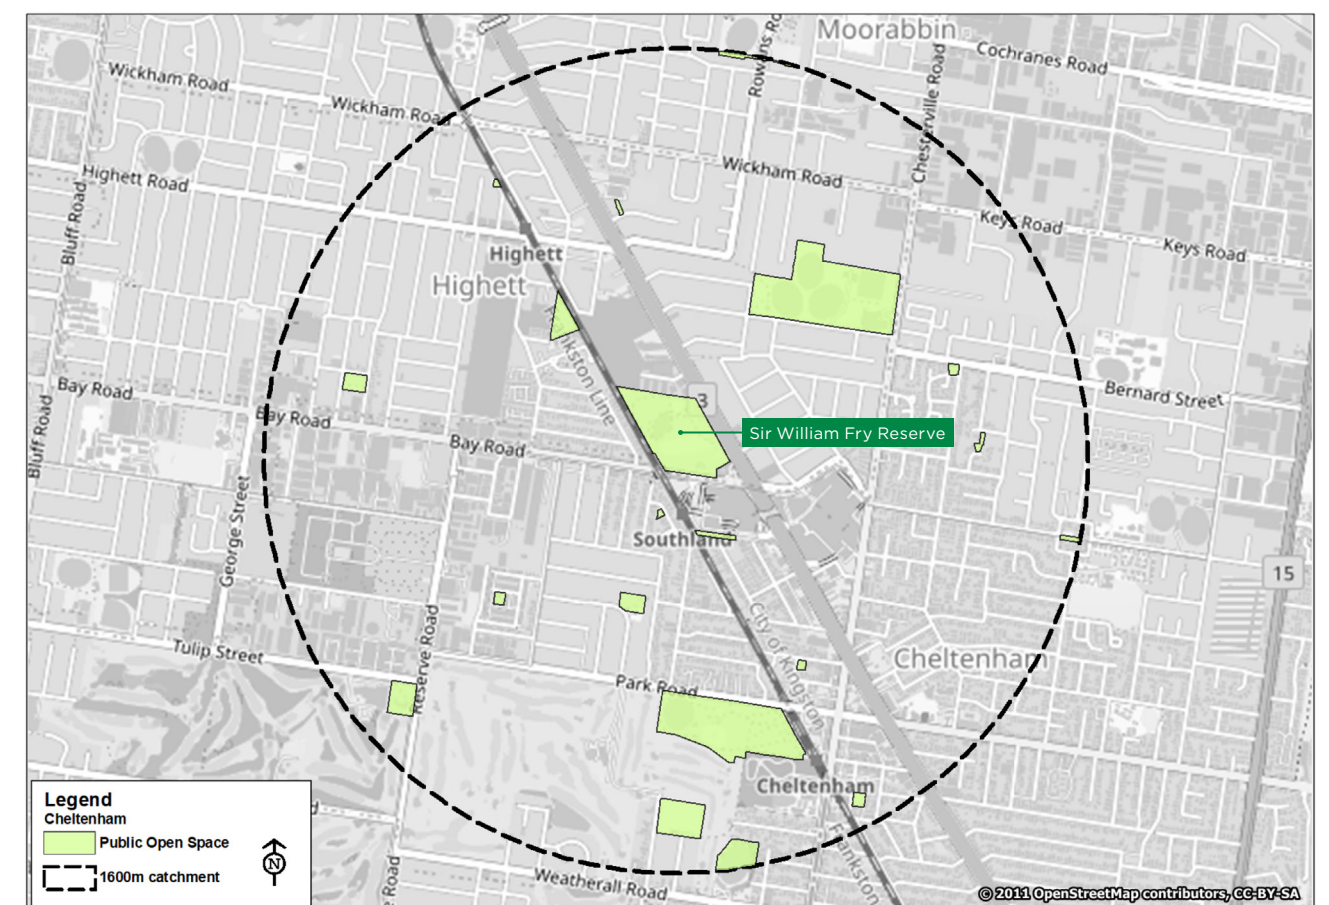 Moorabbin
Cochranes Road
Rowans R
Chesterville Road
Wickham Road
Wickham Road
Wickham Road
Highett Road
Bluff Road
Keys Road
Keys Road
Highett
Highett
Frankston Line
3
Bernard Street
Bay Road
Bay Road
Bay Road
Sir William Fry Reserve
Bluff Road
George Street
Southland
15
City of Kingston
Cheltenham
Reserve Road
Tulip Street
Park Road
Cheltenham
Frankston
Weatherall Road
e Road
d
Legend
Cheltenham
Public Open Space
1600m catchment
N
© 2011 OpenStreetMap contributors, CC-BY-SA